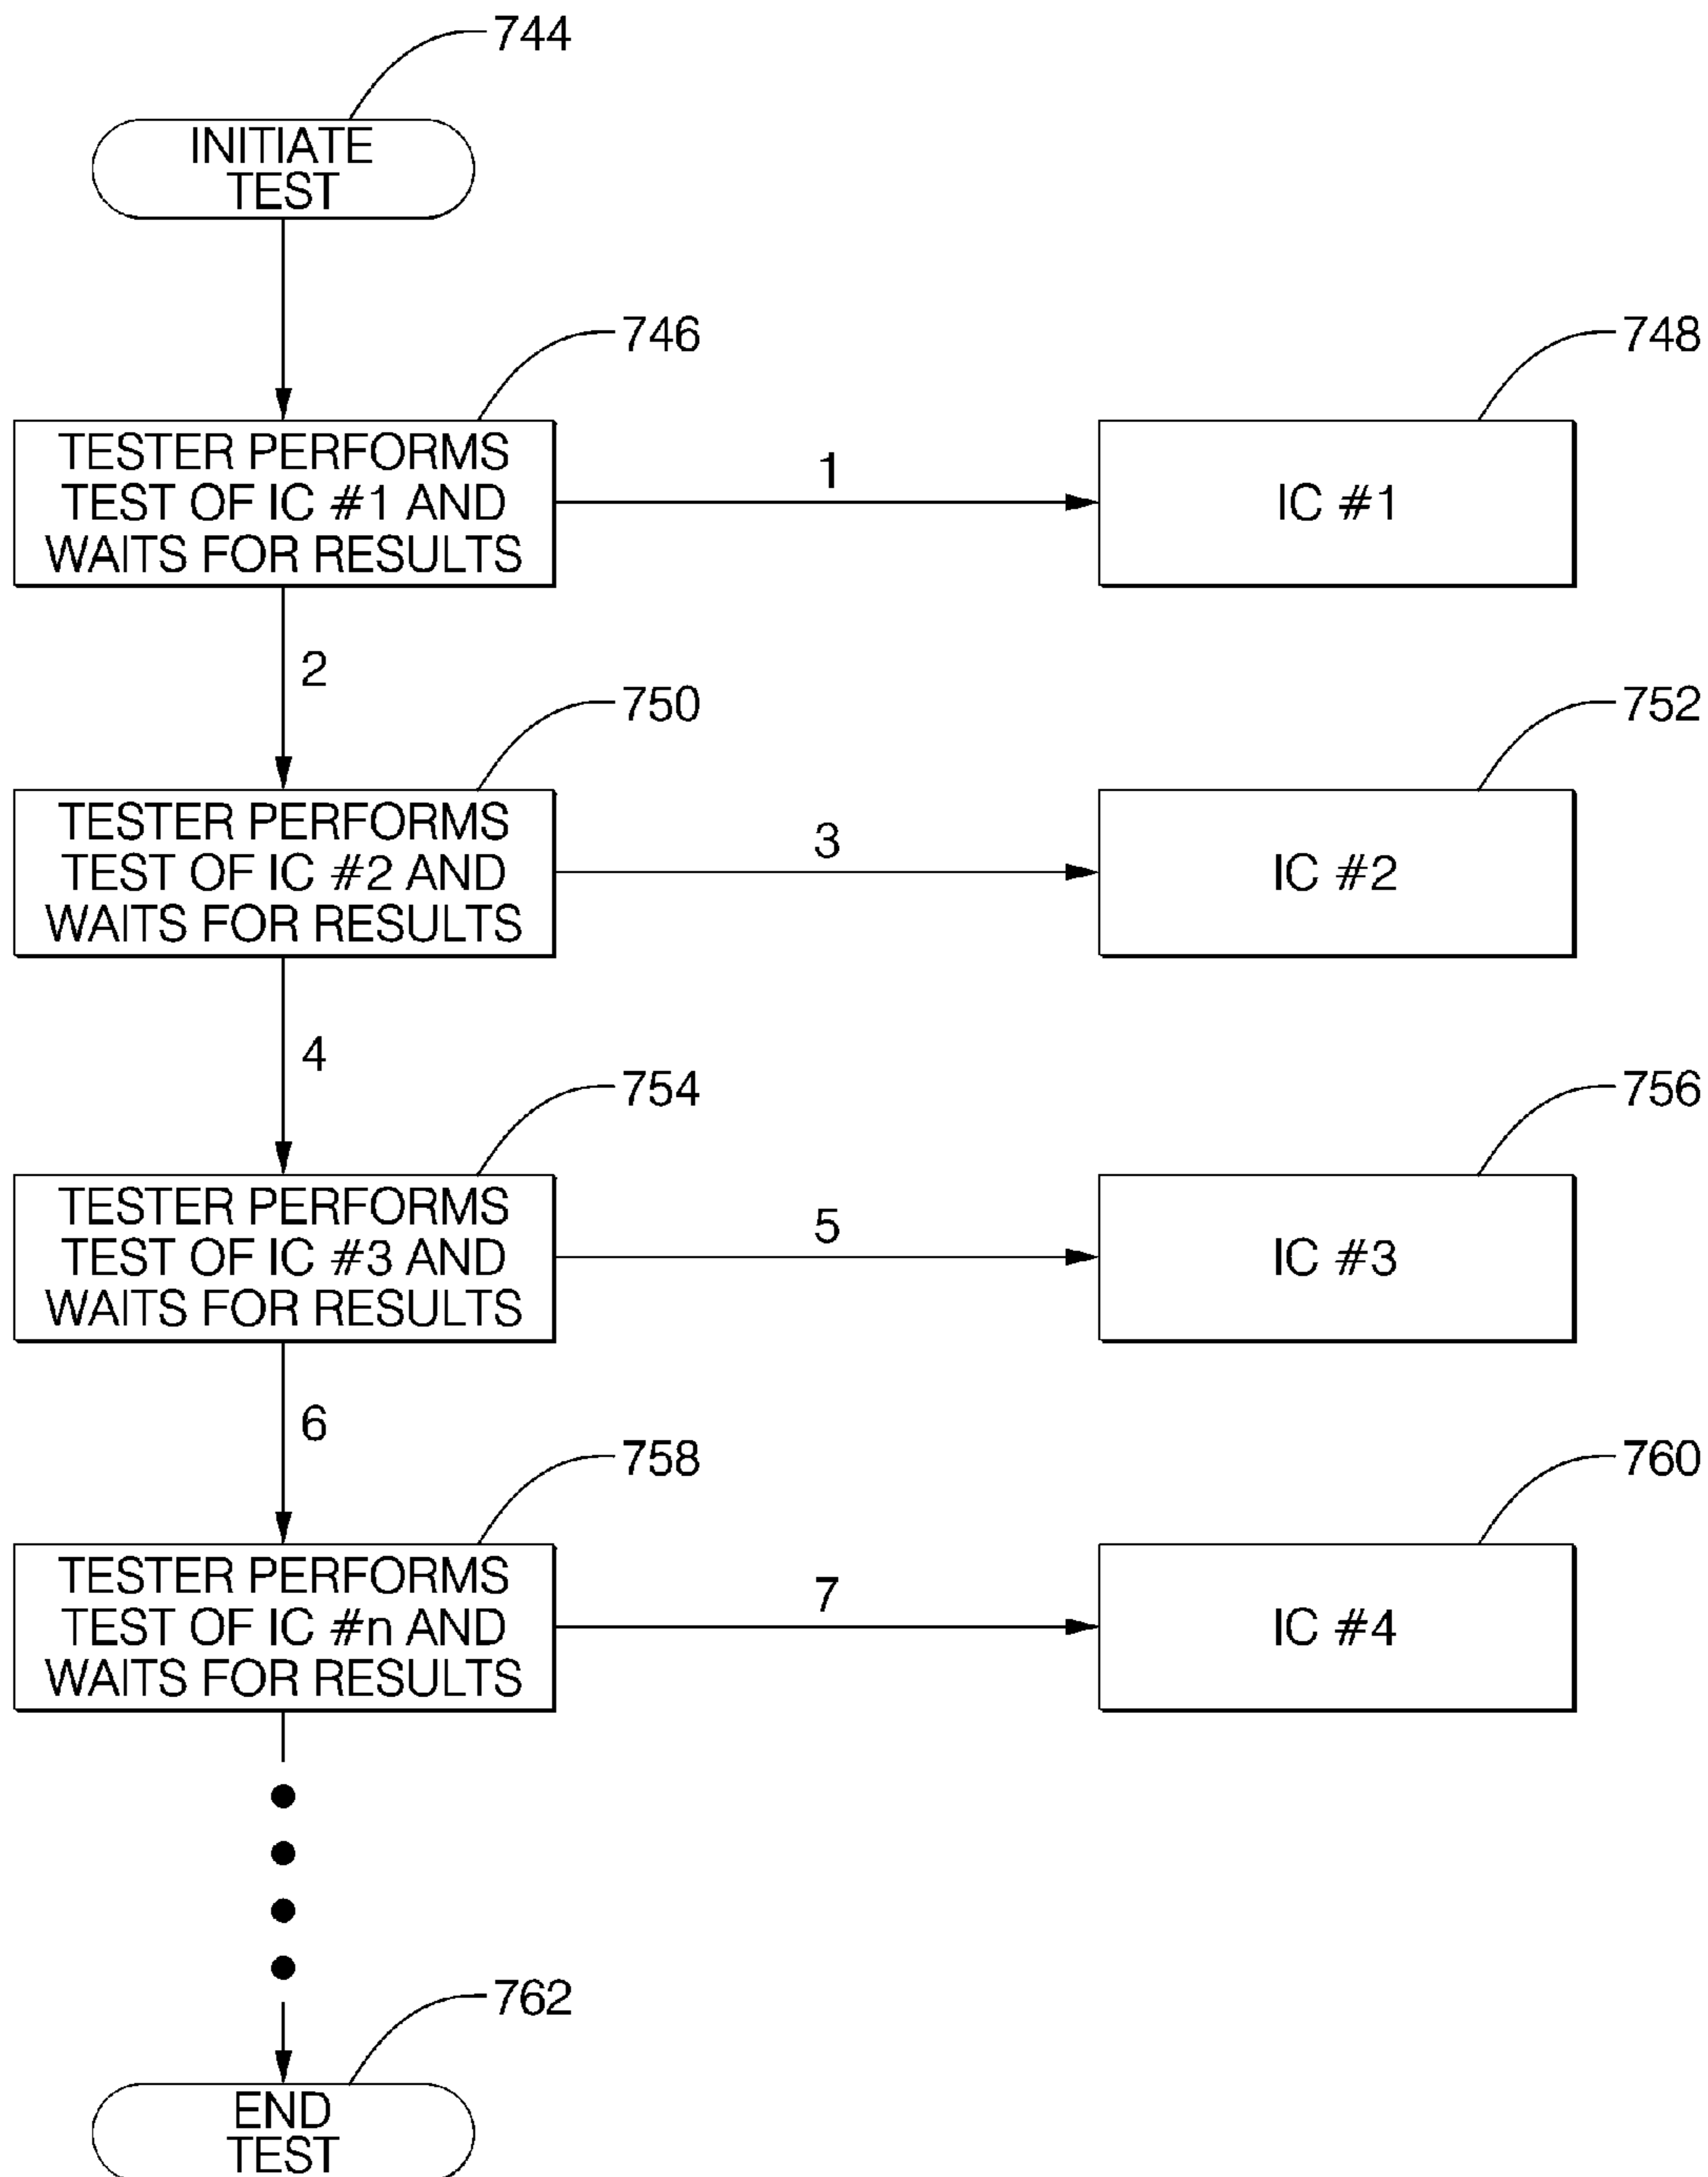 744
INITIATE
TEST
746
748
TESTER PERFORMS
TEST OF IC #1 AND
WAITS FOR RESULTS
1
IC #1
2
750
752
TESTER PERFORMS
TEST OF IC #2 AND
WAITS FOR RESULTS
3
IC #2
4
754
756
TESTER PERFORMS
TEST OF IC #3 AND
WAITS FOR RESULTS
5
IC #3
6
758
760
TESTER PERFORMS
TEST OF IC #n AND
WAITS FOR RESULTS
7
IC #4
762
END
TEST